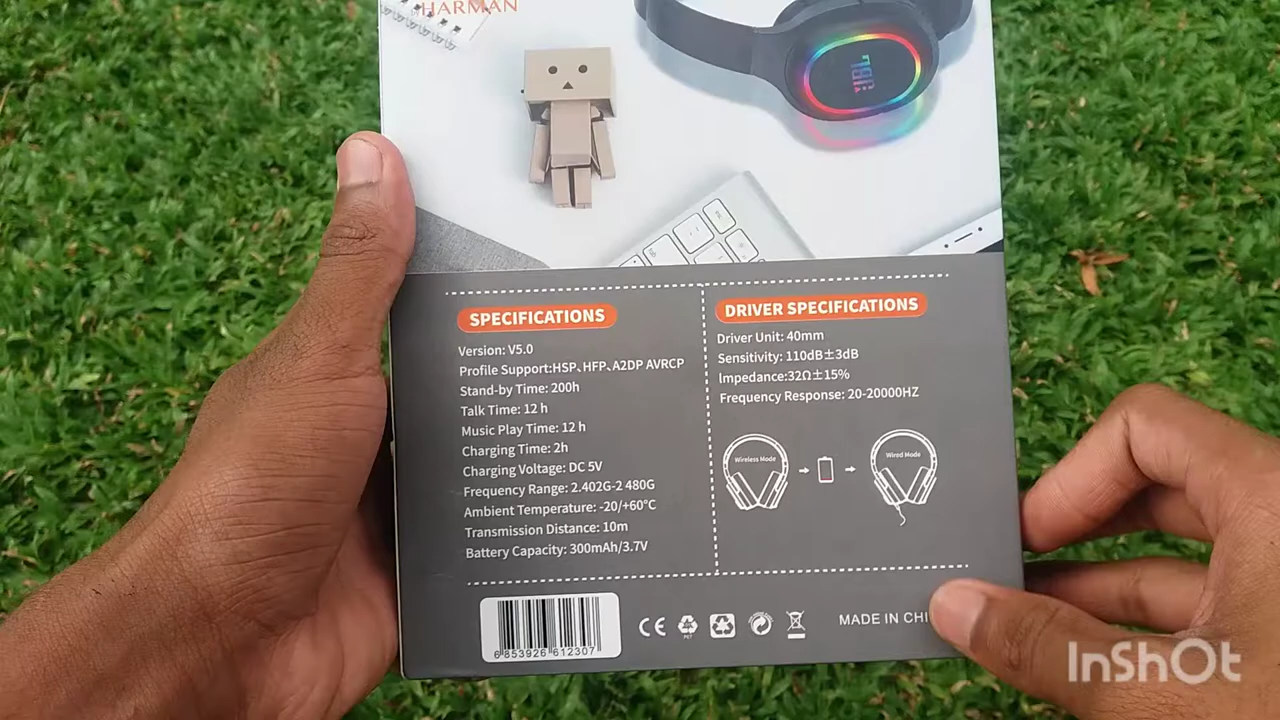 HARMAN
JBL
SPECIFICATIONS
Version: V5.0
Profile Support:HSP、HFP、A2DP AVRCP
Stand-by Time: 200h
Talk Time: 12 h
Music Play Time: 12 h
Charging Time: 2h
Charging Voltage: DC 5V
Frequency Range: 2.402G-2 480G
Ambient Temperature: -20/+60°C
Transmission Distance: 10m
Battery Capacity: 300mAh/3.7V
DRIVER SPECIFICATIONS
Driver Unit: 40mm
Sensitivity: 110dB±3dB
Impedance:32Ω±15%
Frequency Response: 20-20000HZ
Wireless Mode
Wired Mode
6 853926 612307
CE
PET
MADE IN CHI
InShOt